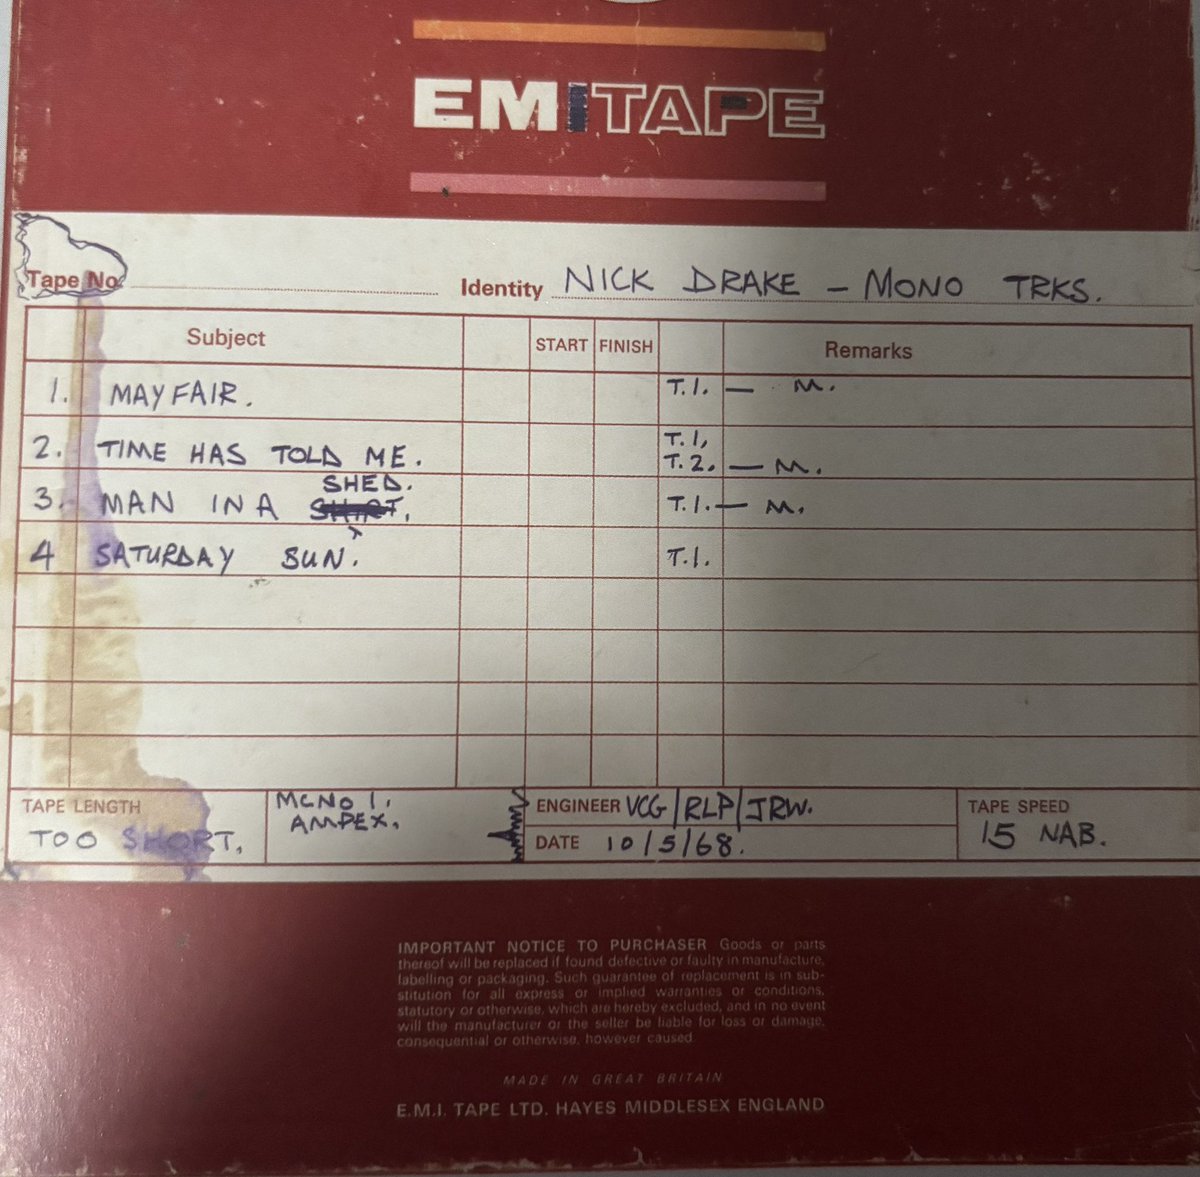 EMITAPE
Tape No. Identity NICK DRAKE – MONO TRKS.
Subject START FINISH Remarks
1. MAYFAIR. T.1. — M.
2. TIME HAS TOLD ME. T.1, T.2. — M.
SHED.
3. MAN IN A SHIRT. T.1. — M.
4 SATURDAY SUN. T.1.
TAPE LENGTH
TOO SHORT.
MCNO 1.
AMPEX.
ENGINEER VCG/RLP/JRW.
DATE 10/5/68.
TAPE SPEED
15 NAB.
IMPORTANT NOTICE TO PURCHASER Goods or parts
thereof will be replaced if found defective or faulty in manufacture,
labelling or packaging. Such guarantee of replacement is in sub-
stitution for all express or implied warranties or conditions,
statutory or otherwise, which are hereby excluded, and in no event
will the manufacturer or the seller be liable for loss or damage,
consequential or otherwise, however caused.
MADE IN GREAT BRITAIN
E.M.I. TAPE LTD. HAYES MIDDLESEX ENGLAND